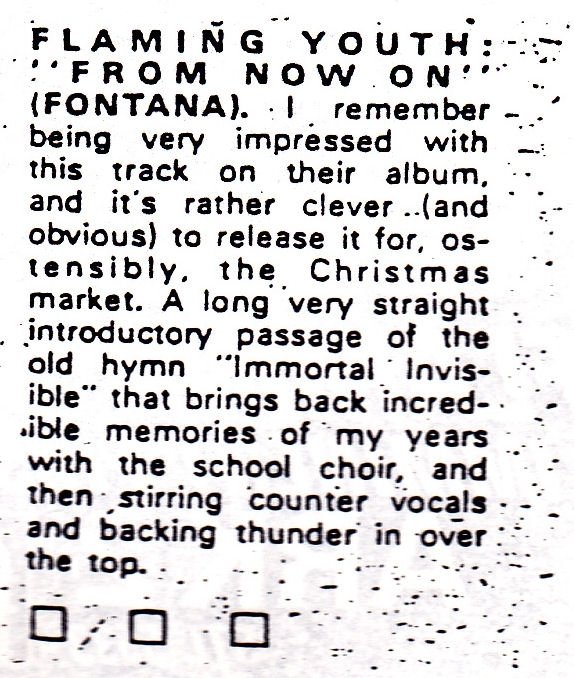 FLAMING YOUTH:
"FROM NOW ON"
(FONTANA). I remember
being very impressed with
this track on their album,
and it's rather clever (and
obvious) to release it for, os-
tensibly, the Christmas
market. A long very straight
introductory passage of the
old hymn "Immortal Invis-
ible" that brings back incred-
ible memories of my years
with the school choir, and
then stirring counter vocals
and backing thunder in over
the top.